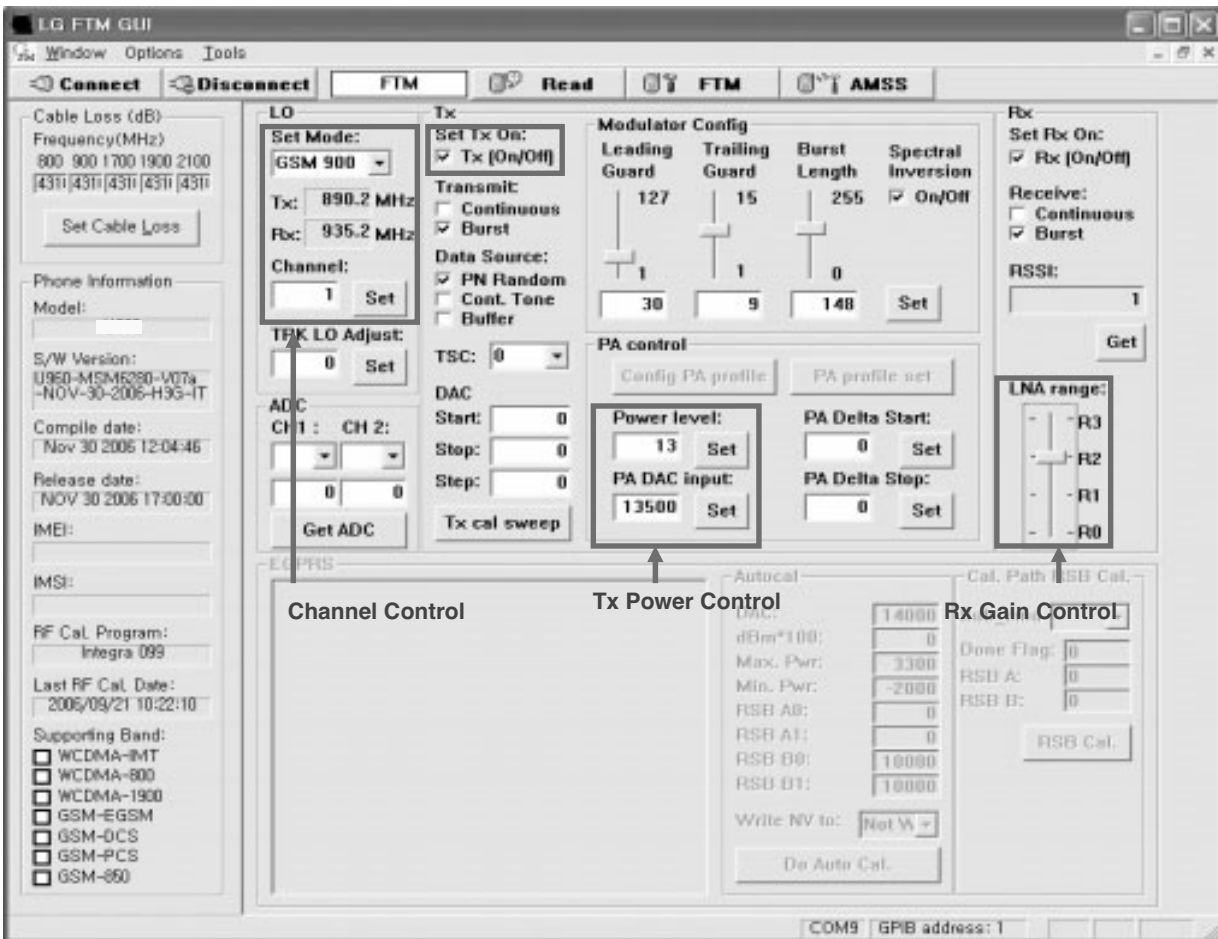 LG FTM GUI
Window Options Tools
Connect Disconnect FTM Read FTM AMSS
Cable Loss (dB)
Frequency(MHz)
800 900 1700 1900 2100
Set Cable Loss
Phone Information
Model:
S/W Version:
U960-MSM6280-V07a
-NOV-30-2006-H3G-IT
Compile date:
Nov 30 2006 12:04:46
Release date:
NOV 30 2006 17:00:00
IMEI:
IMSI:
RF Cal. Program:
Integra 099
Last RF Cal. Date:
2006/09/21 10:22:10
Supporting Band:
WCDMA-IMT
WCDMA-800
WCDMA-1900
GSM-EGSM
GSM-DCS
GSM-PCS
GSM-850
LO
Set Mode:
GSM 900
Tx: 890.2 MHz
Rx: 935.2 MHz
Channel:
1 Set
TRK LO Adjust:
0 Set
ADC
CH1 : CH 2:
0 0
Get ADC
Tx
Set Tx On:
Tx (On/Off)
Transmit:
Continuous
Burst
Data Source:
PN Random
Cont. Tone
Buffer
TSC: 0
DAC
Start: 0
Stop: 0
Step: 0
Tx cal sweep
Modulator Config
Leading Guard
Trailing Guard
Burst Length
Spectral Inversion
127 15 255 On/Off
1 1 0
30 9 148 Set
PA control
Config PA profile PA profile set
Power level:
13 Set
PA DAC input:
13500 Set
PA Delta Start:
0 Set
PA Delta Stop:
0 Set
Rx
Set Rx On:
Rx (On/Off)
Receive:
Continuous
Burst
RSSI:
1
Get
LNA range:
R3
R2
R1
R0
Channel Control
Tx Power Control
Rx Gain Control
EGPRS
Autocal
DAC: 14000
dBm*100: 0
Max. Pwr: 3300
Min. Pwr: -2000
RSB A0: 0
RSB A1: 0
RSB B0: 10000
RSB B1: 10000
Write NV to:
Do Auto Cal.
Cal. Path RSB Cal.
Done Flag: 0
RSB A: 0
RSB B: 0
RSB Cal.
COM9 GPIB address: 1